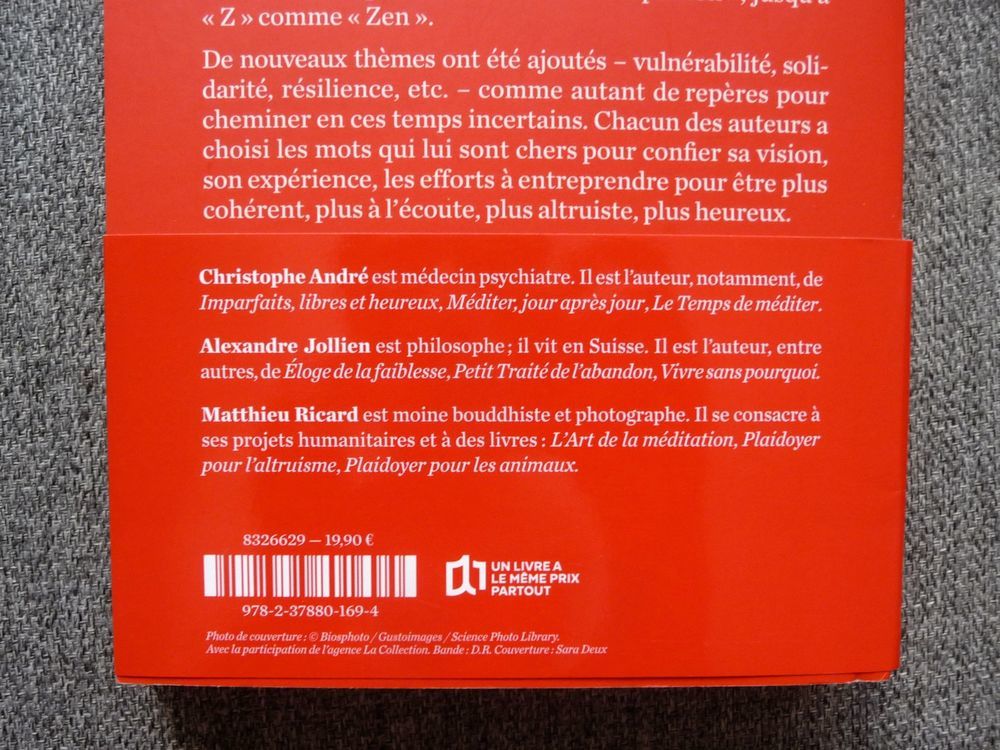 jusqu'à
« Z » comme « Zen ».
De nouveaux thèmes ont été ajoutés – vulnérabilité, soli-
darité, résilience, etc. – comme autant de repères pour
cheminer en ces temps incertains. Chacun des auteurs a
choisi les mots qui lui sont chers pour confier sa vision,
son expérience, les efforts à entreprendre pour être plus
cohérent, plus à l'écoute, plus altruiste, plus heureux.
Christophe André est médecin psychiatre. Il est l'auteur, notamment, de
Imparfaits, libres et heureux, Méditer, jour après jour, Le Temps de méditer.
Alexandre Jollien est philosophe ; il vit en Suisse. Il est l'auteur, entre
autres, de Éloge de la faiblesse, Petit Traité de l'abandon, Vivre sans pourquoi.
Matthieu Ricard est moine bouddhiste et photographe. Il se consacre à
ses projets humanitaires et à des livres : L'Art de la méditation, Plaidoyer
pour l'altruisme, Plaidoyer pour les animaux.
8326629 — 19,90 €
978-2-37880-169-4
UN LIVRE A
LE MÊME PRIX
PARTOUT
Photo de couverture : © Biosphoto / Gustoimages / Science Photo Library.
Avec la participation de l'agence La Collection. Bande : D.R. Couverture : Sara Deux